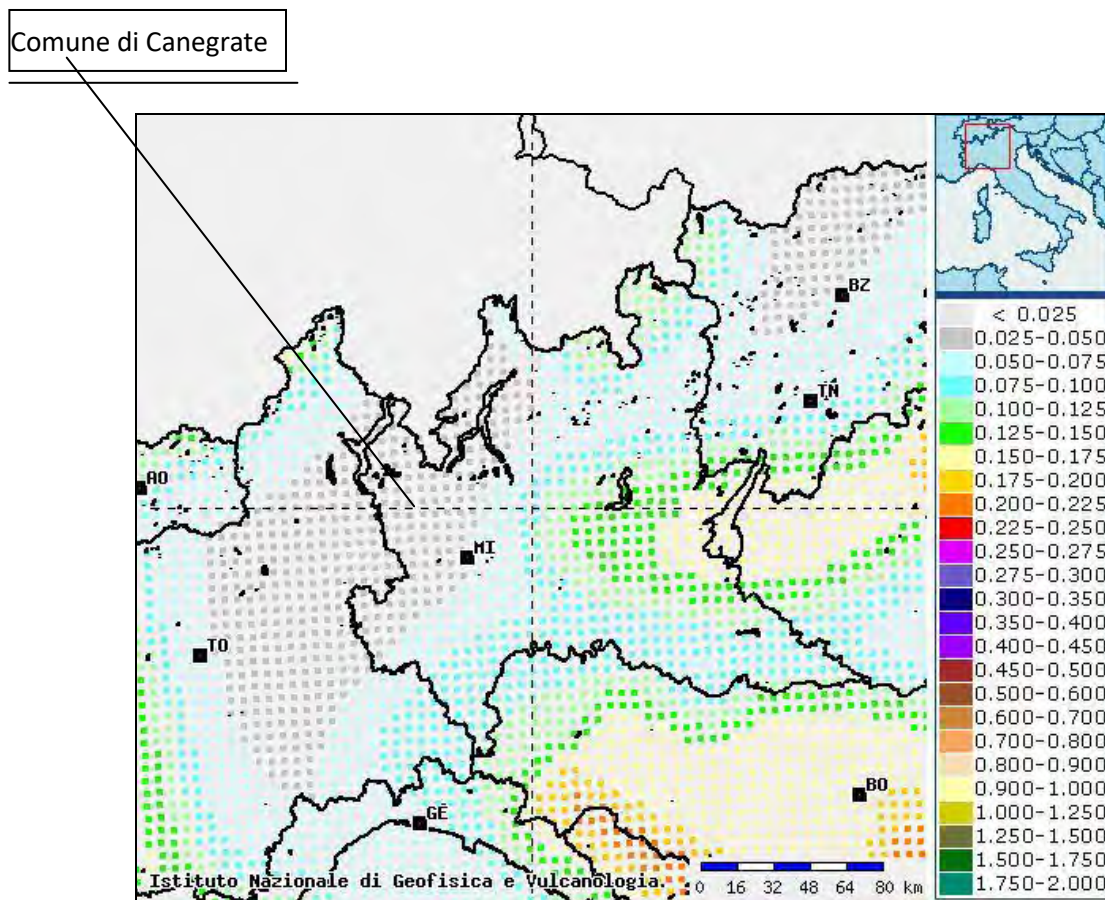 Comune di Canegrate
BZ
TN
AO
MI
TO
BO
GE
Istituto Nazionale di Geofisica e Vulcanologia.
0 16 32 48 64 80 km
< 0.025
0.025-0.050
0.050-0.075
0.075-0.100
0.100-0.125
0.125-0.150
0.150-0.175
0.175-0.200
0.200-0.225
0.225-0.250
0.250-0.275
0.275-0.300
0.300-0.350
0.350-0.400
0.400-0.450
0.450-0.500
0.500-0.600
0.600-0.700
0.700-0.800
0.800-0.900
0.900-1.000
1.000-1.250
1.250-1.500
1.500-1.750
1.750-2.000